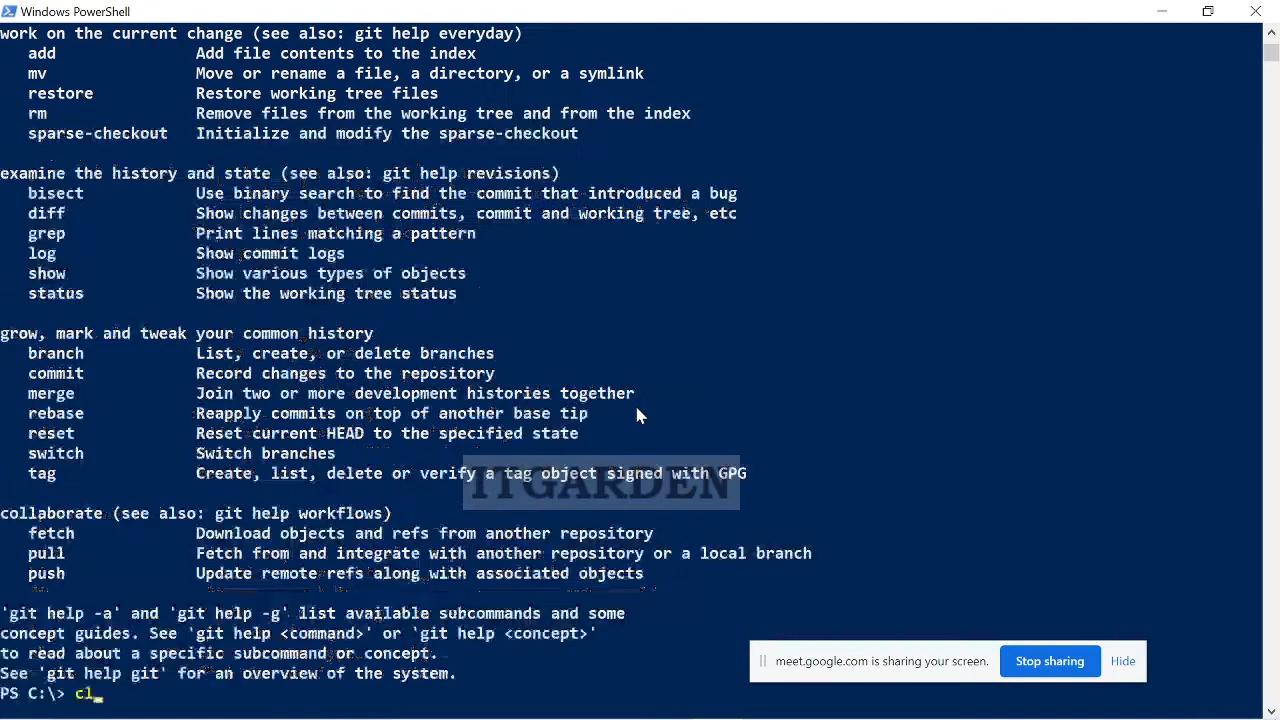 Windows PowerShell
work on the current change (see also: git help everyday)
add Add file contents to the index
mv Move or rename a file, a directory, or a symlink
restore Restore working tree files
rm Remove files from the working tree and from the index
sparse-checkout Initialize and modify the sparse-checkout
examine the history and state (see also: git help revisions)
bisect Use binary search to find the commit that introduced a bug
diff Show changes between commits, commit and working tree, etc
grep Print lines matching a pattern
log Show commit logs
show Show various types of objects
status Show the working tree status
grow, mark and tweak your common history
branch List, create, or delete branches
commit Record changes to the repository
merge Join two or more development histories together
rebase Reapply commits on top of another base tip
reset Reset current HEAD to the specified state
switch Switch branches
tag Create, list, delete or verify a tag object signed with GPG
ITGARDEN
collaborate (see also: git help workflows)
fetch Download objects and refs from another repository
pull Fetch from and integrate with another repository or a local branch
push Update remote refs along with associated objects
'git help -a' and 'git help -g' list available subcommands and some
concept guides. See 'git help <command>' or 'git help <concept>'
to read about a specific subcommand or concept.
See 'git help git' for an overview of the system.
PS C:\> cl
meet.google.com is sharing your screen. Stop sharing Hide